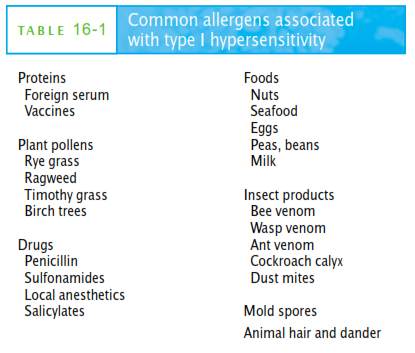 TABLE 16-1
Common allergens associated
with type I hypersensitivity
Proteins
Foreign serum
Vaccines
Plant pollens
Rye grass
Ragweed
Timothy grass
Birch trees
Drugs
Penicillin
Sulfonamides
Local anesthetics
Salicylates
Foods
Nuts
Seafood
Eggs
Peas, beans
Milk
Insect products
Bee venom
Wasp venom
Ant venom
Cockroach calyx
Dust mites
Mold spores
Animal hair and dander